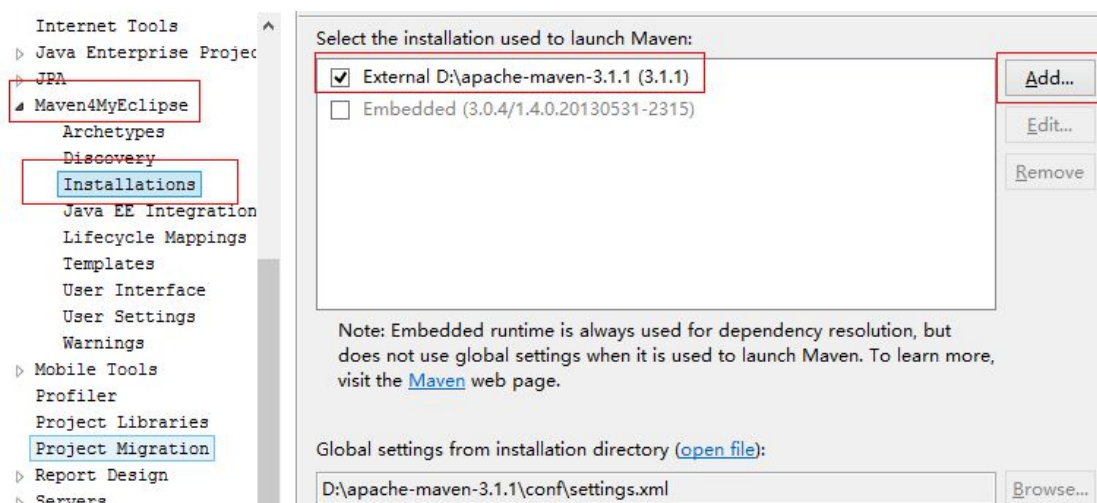 Internet Tools
Java Enterprise Projec
JPA
Maven4MyEclipse
Archetypes
Discovery
Installations
Java EE Integration
Lifecycle Mappings
Templates
User Interface
User Settings
Warnings
Mobile Tools
Profiler
Project Libraries
Project Migration
Report Design
Servers
Select the installation used to launch Maven:
External D:\apache-maven-3.1.1 (3.1.1)
Embedded (3.0.4/1.4.0.20130531-2315)
Add...
Edit...
Remove
Note: Embedded runtime is always used for dependency resolution, but
does not use global settings when it is used to launch Maven. To learn more,
visit the Maven web page.
Global settings from installation directory (open file):
D:\apache-maven-3.1.1\conf\settings.xml
Browse...